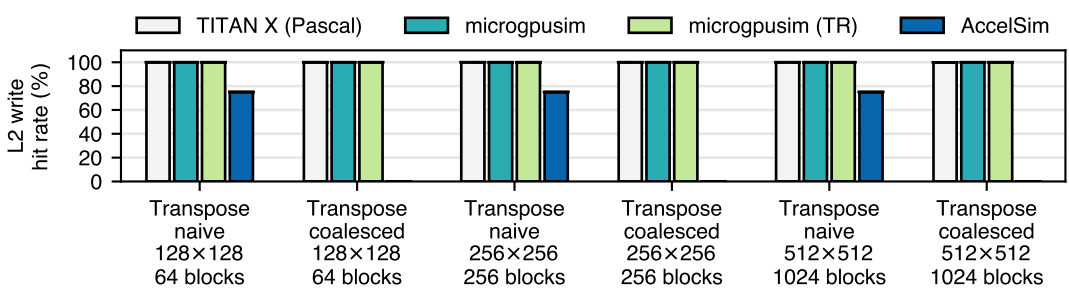 TITAN X (Pascal) microgpusim microgpusim (TR) AccelSim
L2 write
hit rate (%)
100
80
60
40
20
0
Transpose
naive
128×128
64 blocks
Transpose
coalesced
128×128
64 blocks
Transpose
naive
256×256
256 blocks
Transpose
coalesced
256×256
256 blocks
Transpose
naive
512×512
1024 blocks
Transpose
coalesced
512×512
1024 blocks